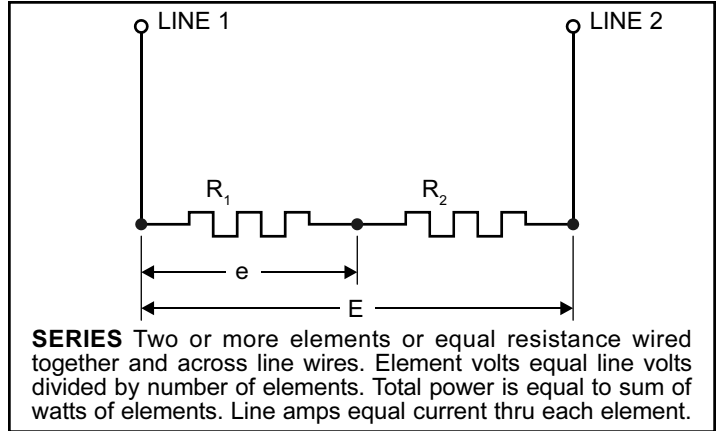 LINE 1 LINE 2
R1 R2
e
E
SERIES Two or more elements or equal resistance wired
together and across line wires. Element volts equal line volts
divided by number of elements. Total power is equal to sum of
watts of elements. Line amps equal current thru each element.